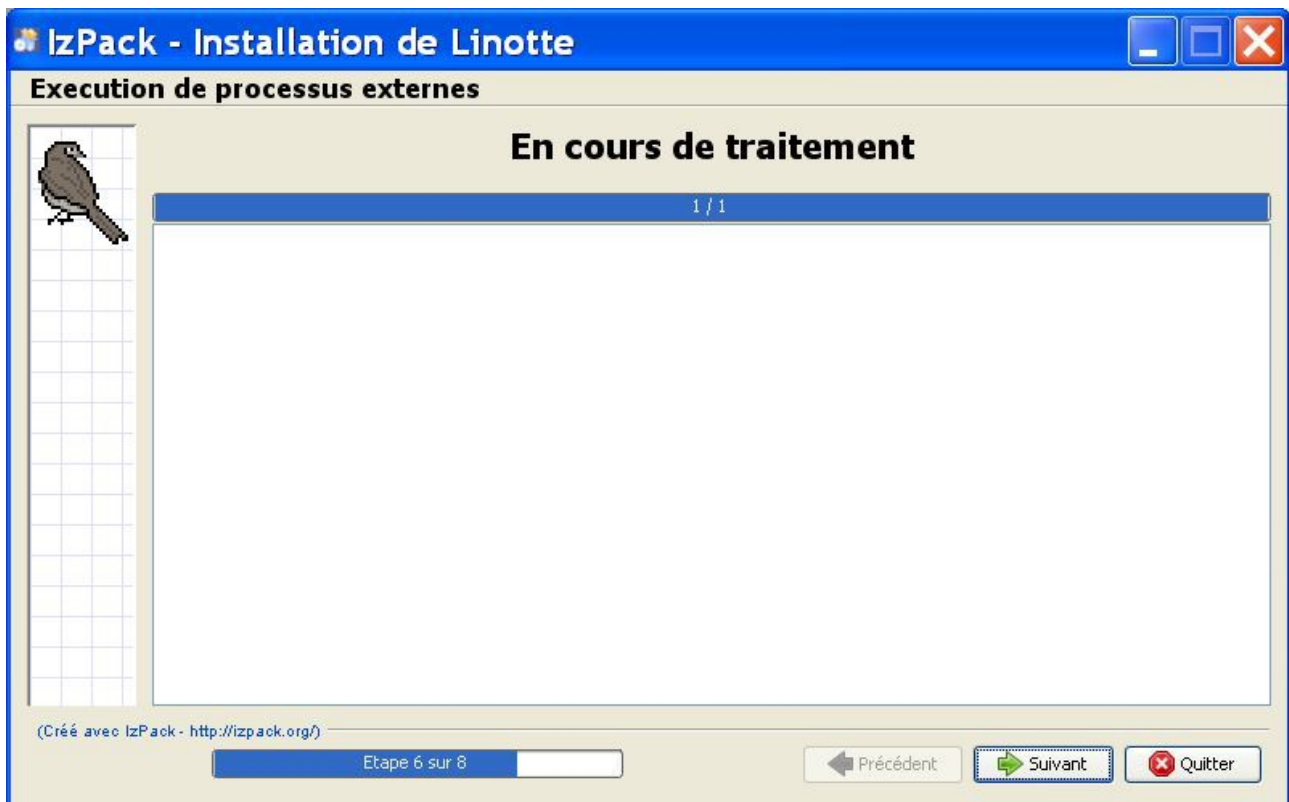 IzPack - Installation de Linotte
Execution de processus externes
En cours de traitement
1 / 1
(Créé avec IzPack - http://izpack.org/)
Etape 6 sur 8
Précédent
Suivant
Quitter